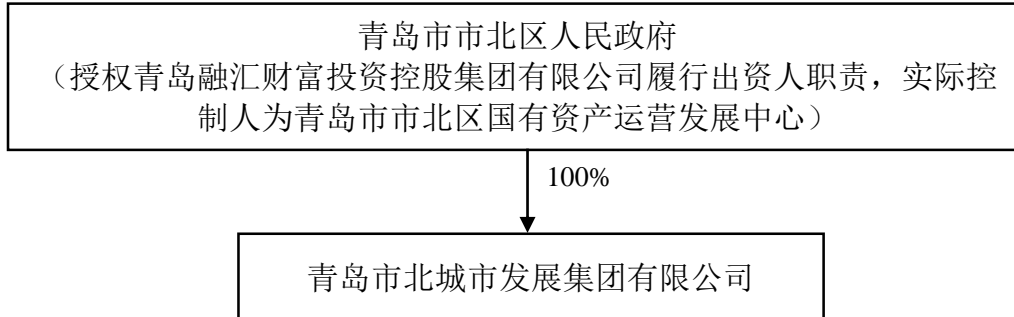 青岛市市北区人民政府
（授权青岛融汇财富投资控股集团有限公司履行出资人职责，实际控
制人为青岛市市北区国有资产运营发展中心）
100%
青岛市北城市发展集团有限公司